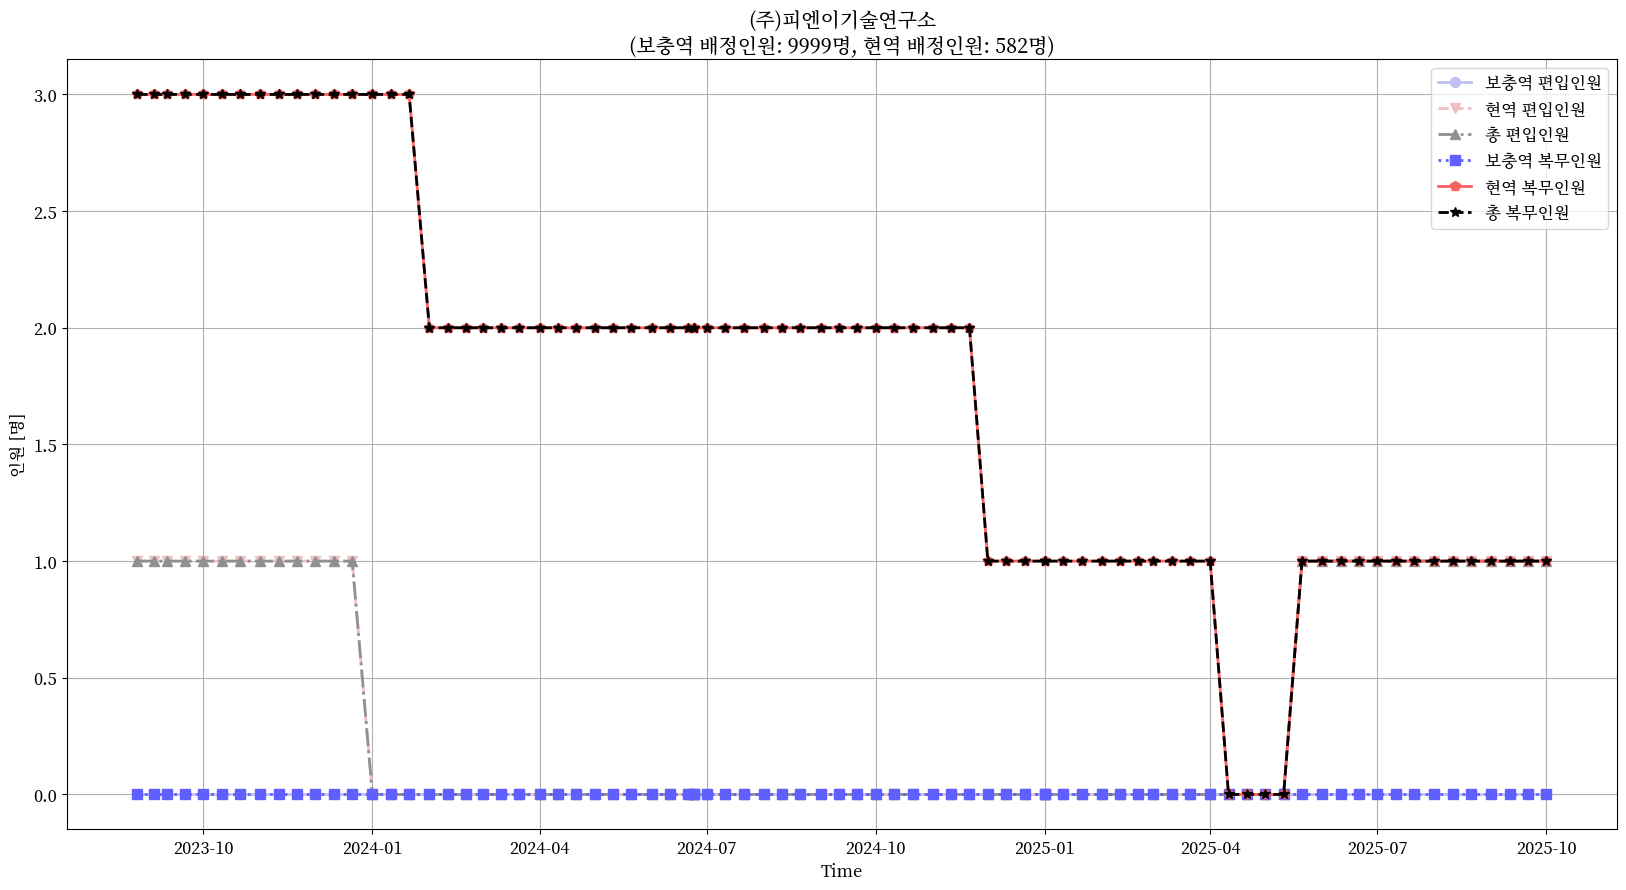 (주)피엔이기술연구소
(보충역 배정인원: 9999명, 현역 배정인원: 582명)
보충역 편입인원
현역 편입인원
총 편입인원
보충역 복무인원
현역 복무인원
총 복무인원
인원 [명]
3.0
2.5
2.0
1.5
1.0
0.5
0.0
2023-10
2024-01
2024-04
2024-07
2024-10
2025-01
2025-04
2025-07
2025-10
Time